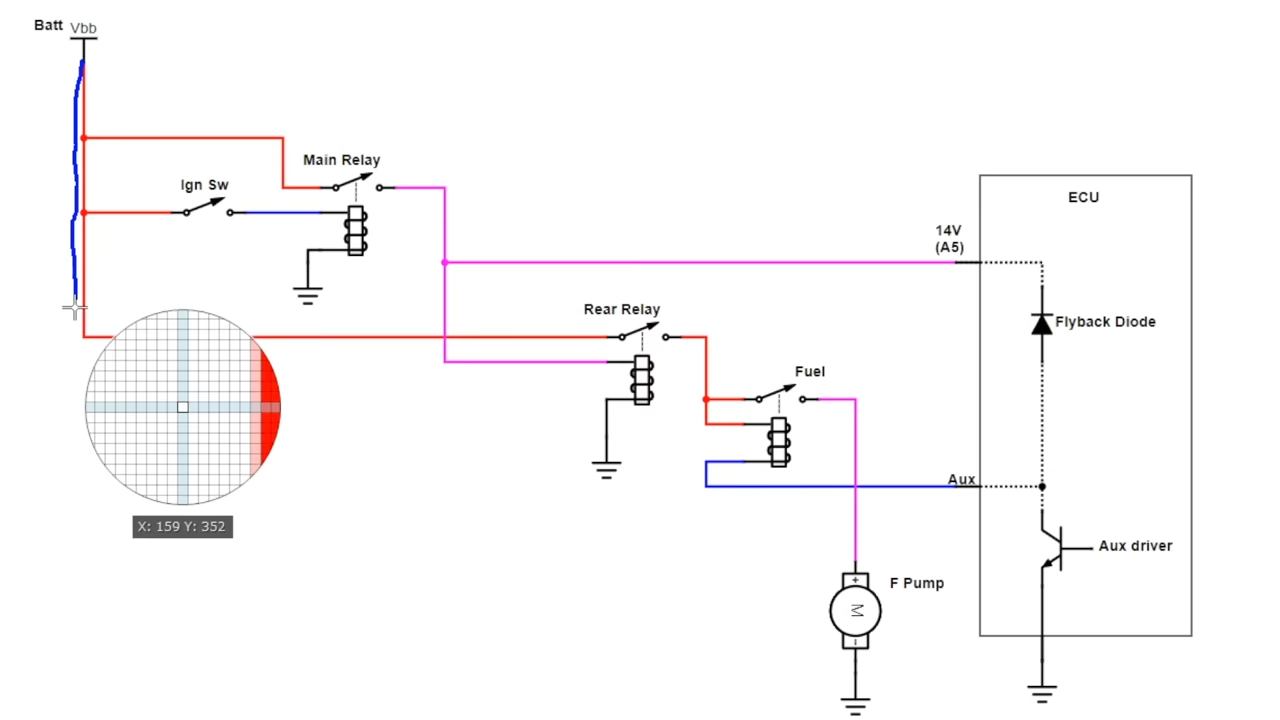 Batt Vbb
Main Relay
Ign Sw
ECU
14V
(A5)
Rear Relay
Flyback Diode
Fuel
Aux
X: 159 Y: 352
Aux driver
F Pump
+
M
-